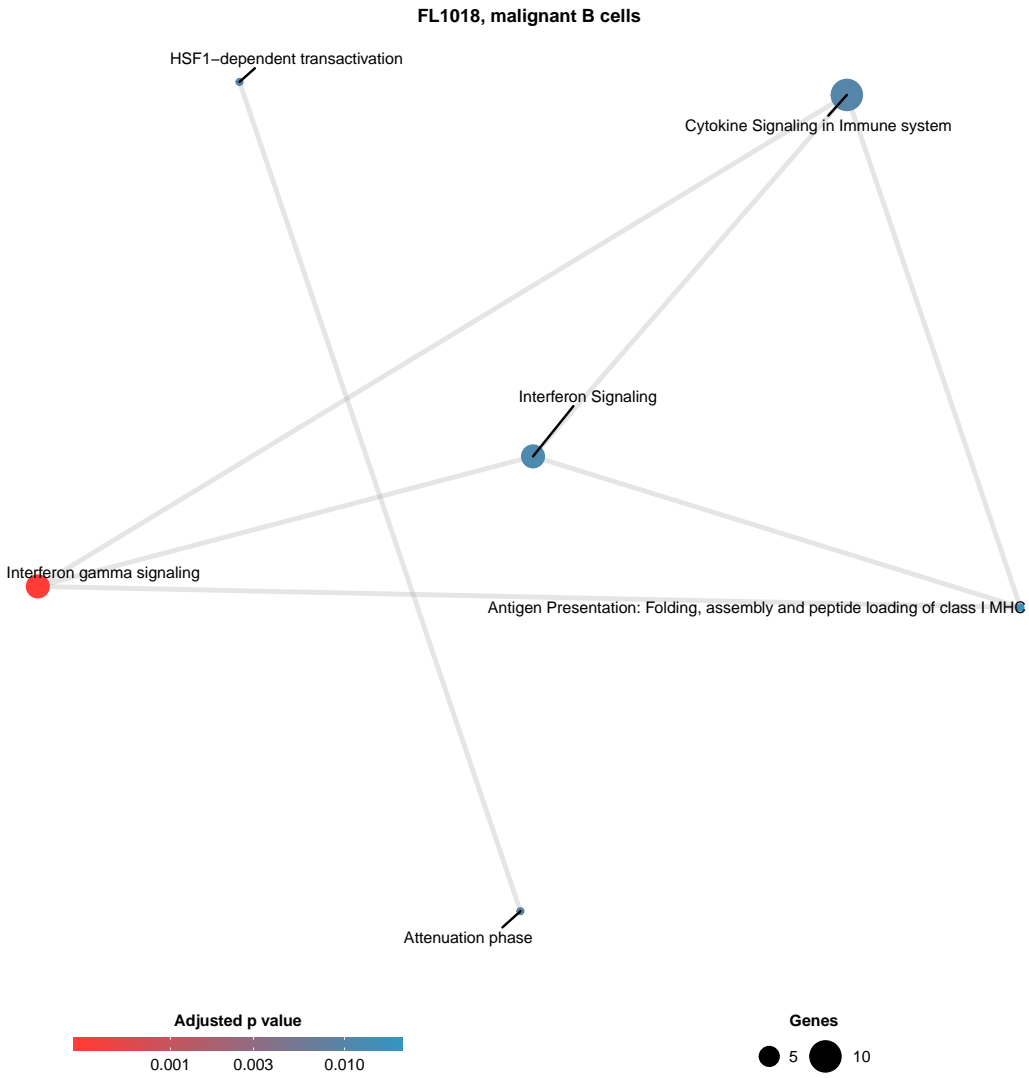 FL1018, malignant B cells
HSF1−dependent transactivation
Cytokine Signaling in Immune system
Interferon Signaling
Interferon gamma signaling
Antigen Presentation: Folding, assembly and peptide loading of class I MHC
Attenuation phase
Adjusted p value
0.001 0.003 0.010
Genes
5 10